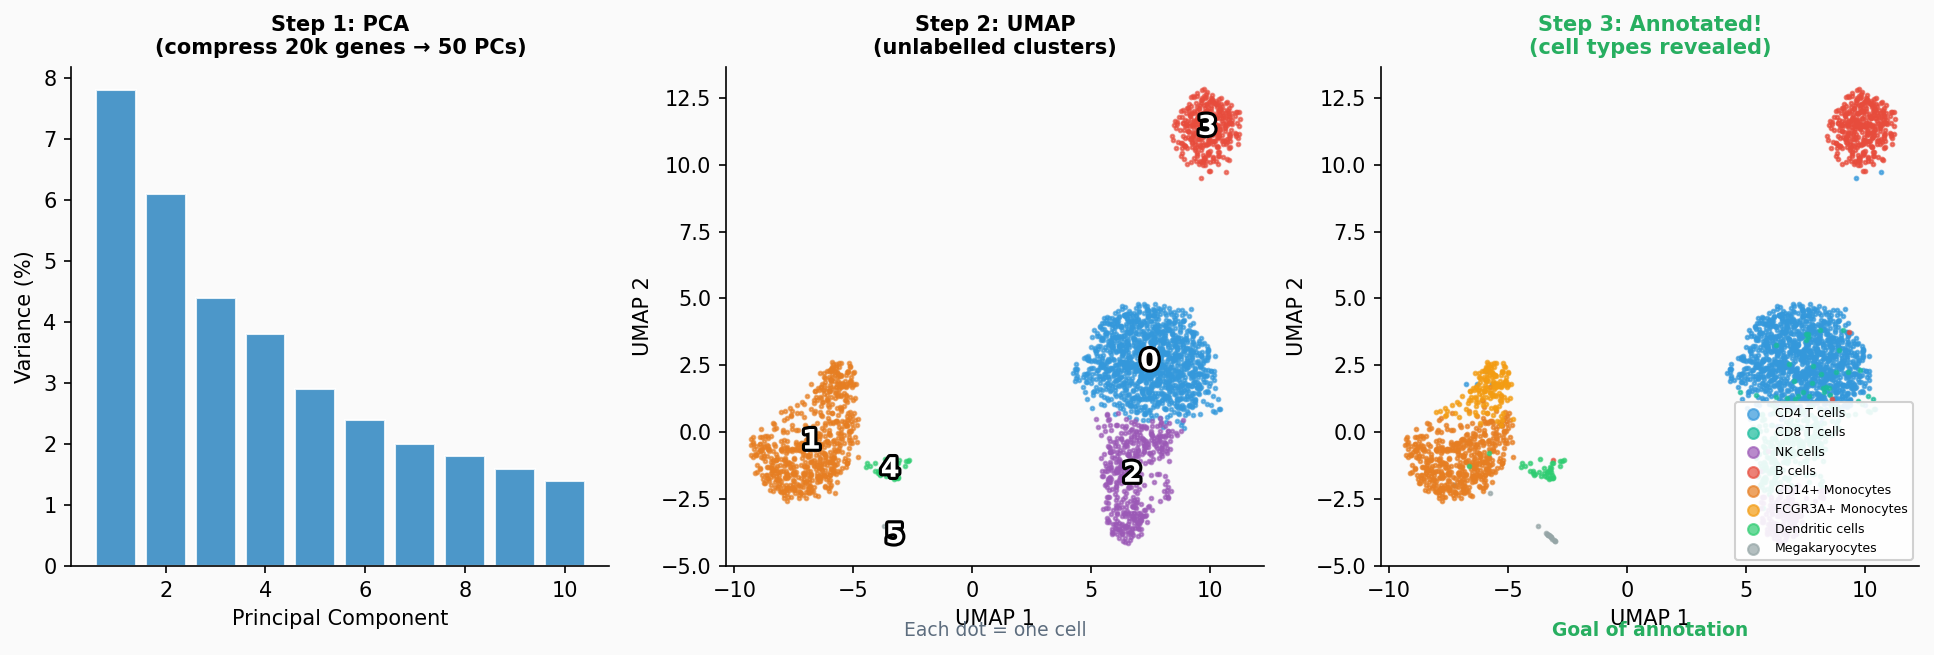 Step 1: PCA
(compress 20k genes → 50 PCs)
8
7
6
5
4
3
2
1
0
Variance (%)
2
4
6
8
10
Principal Component
Step 2: UMAP
(unlabelled clusters)
12.5
10.0
7.5
5.0
2.5
0.0
−2.5
−5.0
UMAP 2
3
0
1
4
2
5
−10
−5
0
5
10
UMAP 1
Each dot = one cell
Step 3: Annotated!
(cell types revealed)
12.5
10.0
7.5
5.0
2.5
0.0
−2.5
−5.0
UMAP 2
CD4 T cells
CD8 T cells
NK cells
B cells
CD14+ Monocytes
FCGR3A+ Monocytes
Dendritic cells
Megakaryocytes
−10
−5
0
5
10
UMAP 1
Goal of annotation